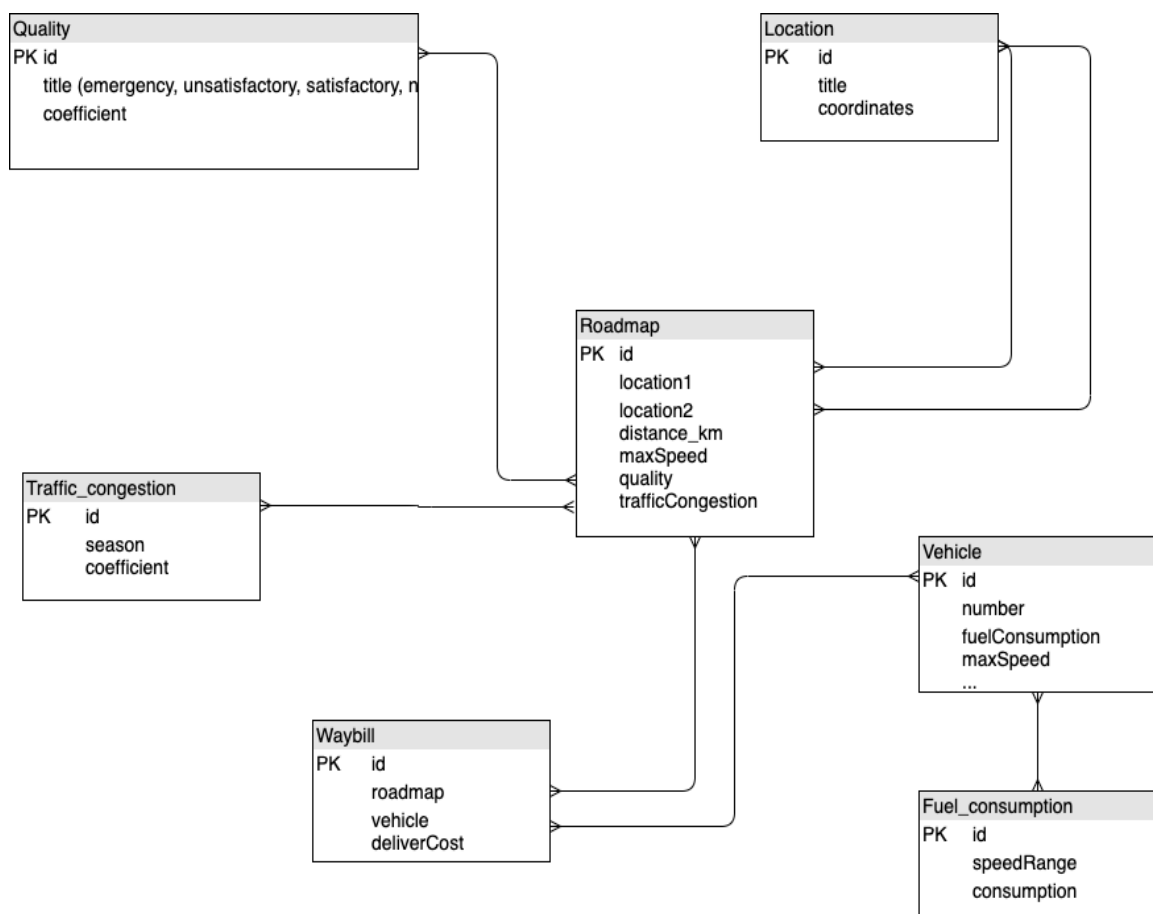 Quality
PK id
title (emergency, unsatisfactory, satisfactory, n
coefficient
Location
PK id
title
coordinates
Roadmap
PK id
location1
location2
distance_km
maxSpeed
quality
trafficCongestion
Traffic_congestion
PK id
season
coefficient
Vehicle
PK id
number
fuelConsumption
maxSpeed
...
Waybill
PK id
roadmap
vehicle
deliverCost
Fuel_consumption
PK id
speedRange
consumption